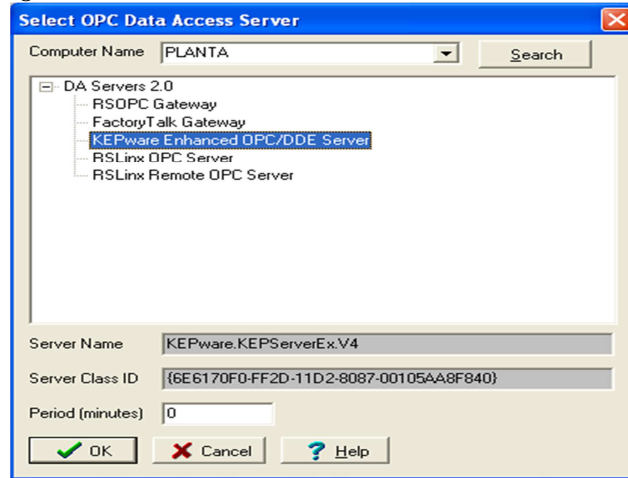 Select OPC Data Access Server
Computer Name PLANTA Search
DA Servers 2.0
RSOPC Gateway
FactoryTalk Gateway
KEPware Enhanced OPC/DDE Server
RSLinx OPC Server
RSLinx Remote OPC Server
Server Name KEPware.KEPServerEx.V4
Server Class ID {6E6170F0-FF2D-11D2-8087-00105AA8F840}
Period (minutes) 0
OK Cancel ? Help